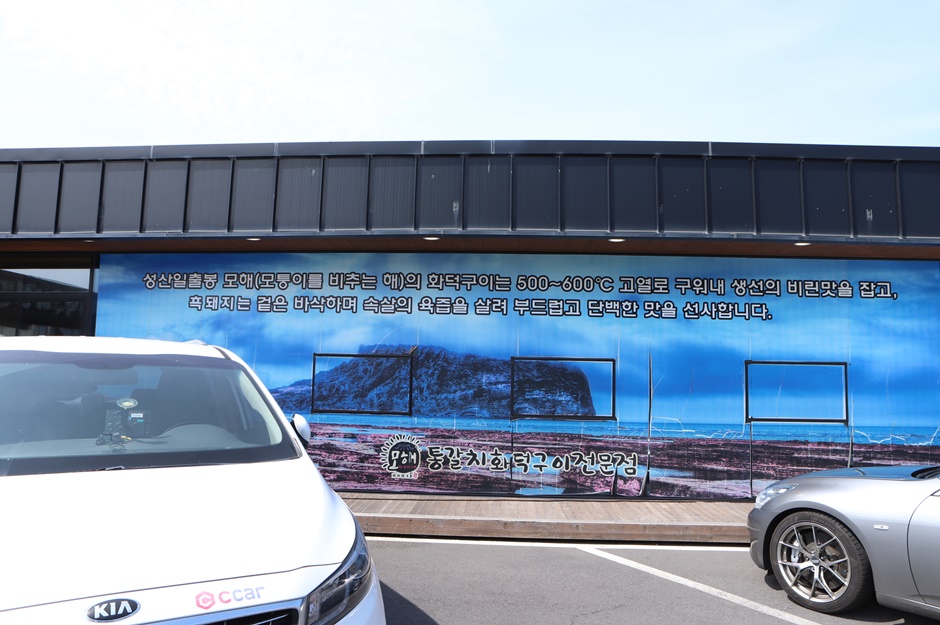 성산일출봉 모해(모퉁이를 비추는 해)의 화덕구이는 500~600℃ 고열로 구워내 생선의 비린맛을 잡고,
흑돼지는 겉은 바삭하며 속살의 육즙을 살려 부드럽고 담백한 맛을 선사합니다.
모해 통갈치화덕구이전문점
KIA
ccar